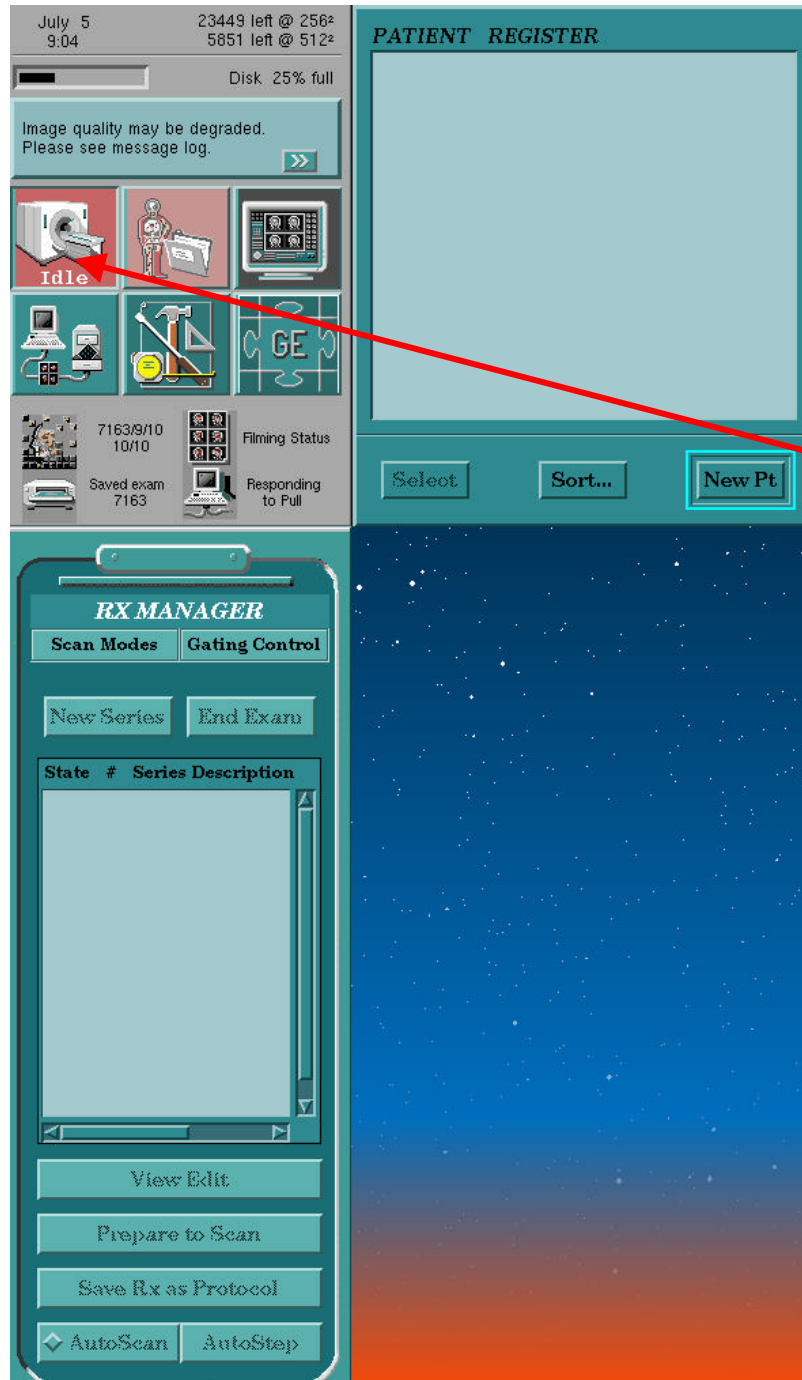 July 5
9:04
23449 left @ 256²
5851 left @ 512²
Disk 25% full
Image quality may be degraded.
Please see message log.
>>
Idle
GE
7163/9/10
10/10
Filming Status
Saved exam
7163
Responding
to Pull
PATIENT REGISTER
Select
Sort...
New Pt
RX MANAGER
Scan Modes
Gating Control
New Series
End Exam
State # Series Description
View Edit
Prepare to Scan
Save Rx as Protocol
AutoScan
AutoStep